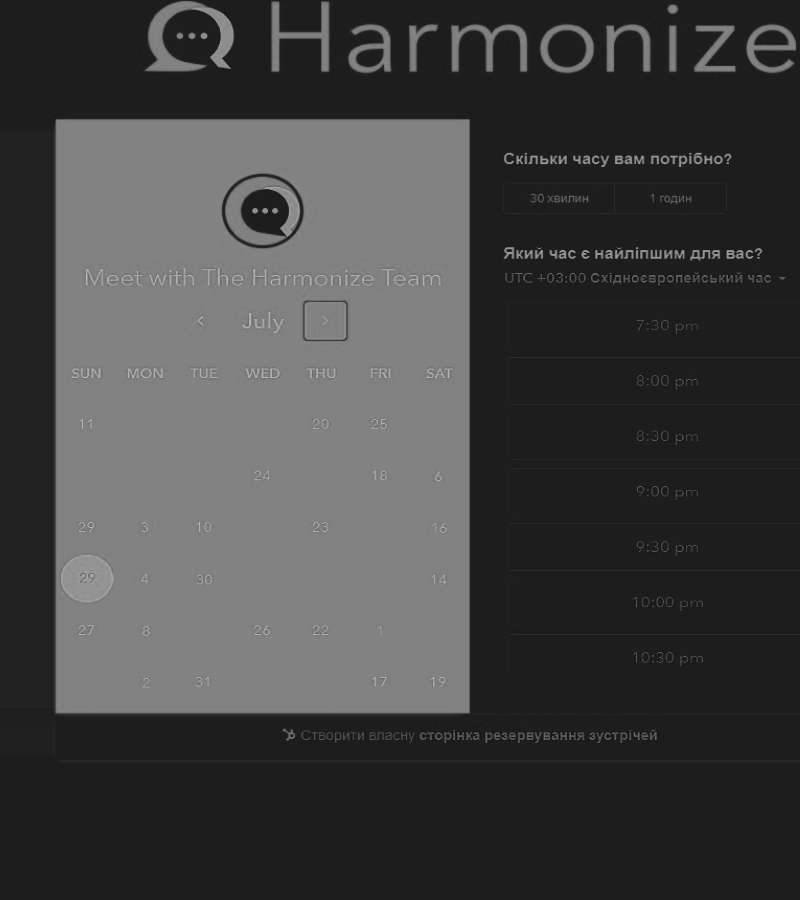 Harmonize
Meet with The Harmonize Team
July
SUN MON TUE WED THU FRI SAT
11 20 25
24 18 6
29 3 10 23 16
29 4 30 14
27 8 26 22 1
2 31 17 19
Скільки часу вам потрібно?
30 хвилин 1 годин
Який час є найліпшим для вас?
UTC +03:00 Східноєвропейський час
7:30 pm
8:00 pm
8:30 pm
9:00 pm
9:30 pm
10:00 pm
10:30 pm
Створити власну сторінка резервування зустрічей